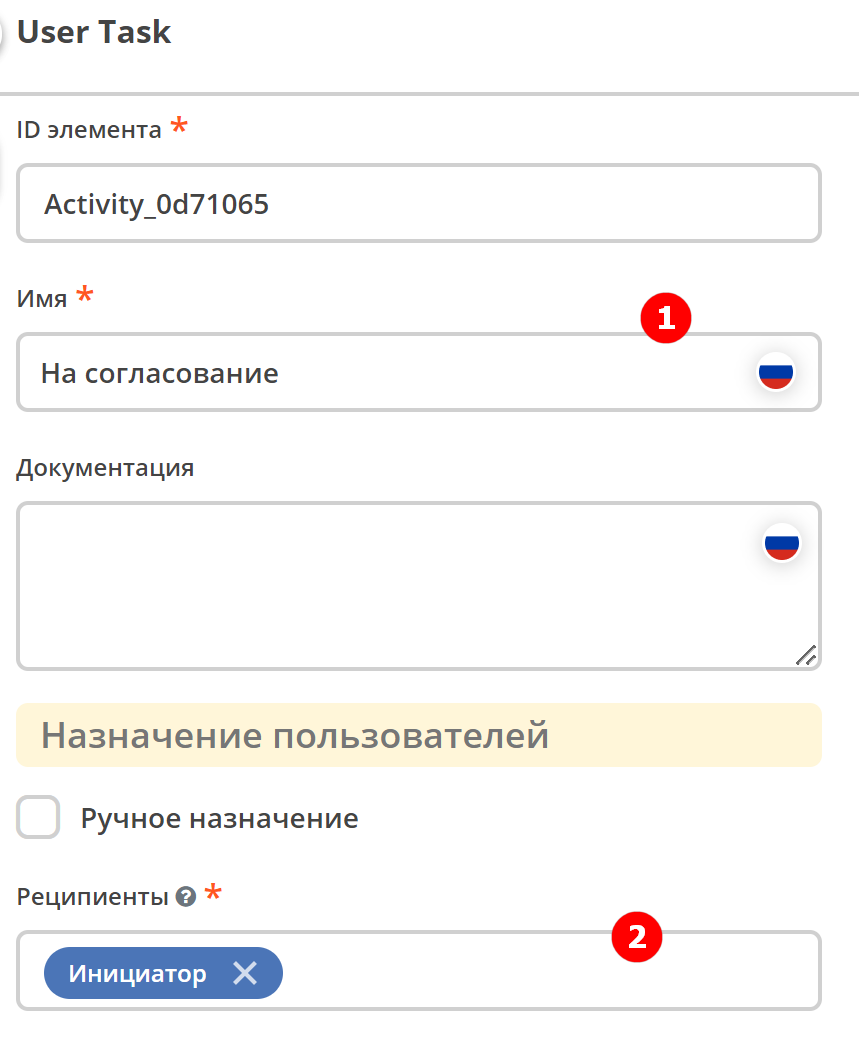 User Task
ID элемента *
Activity_0d71065
Имя *
1
На согласование
Документация
Назначение пользователей
Ручное назначение
Реципиенты ? *
2
Инициатор